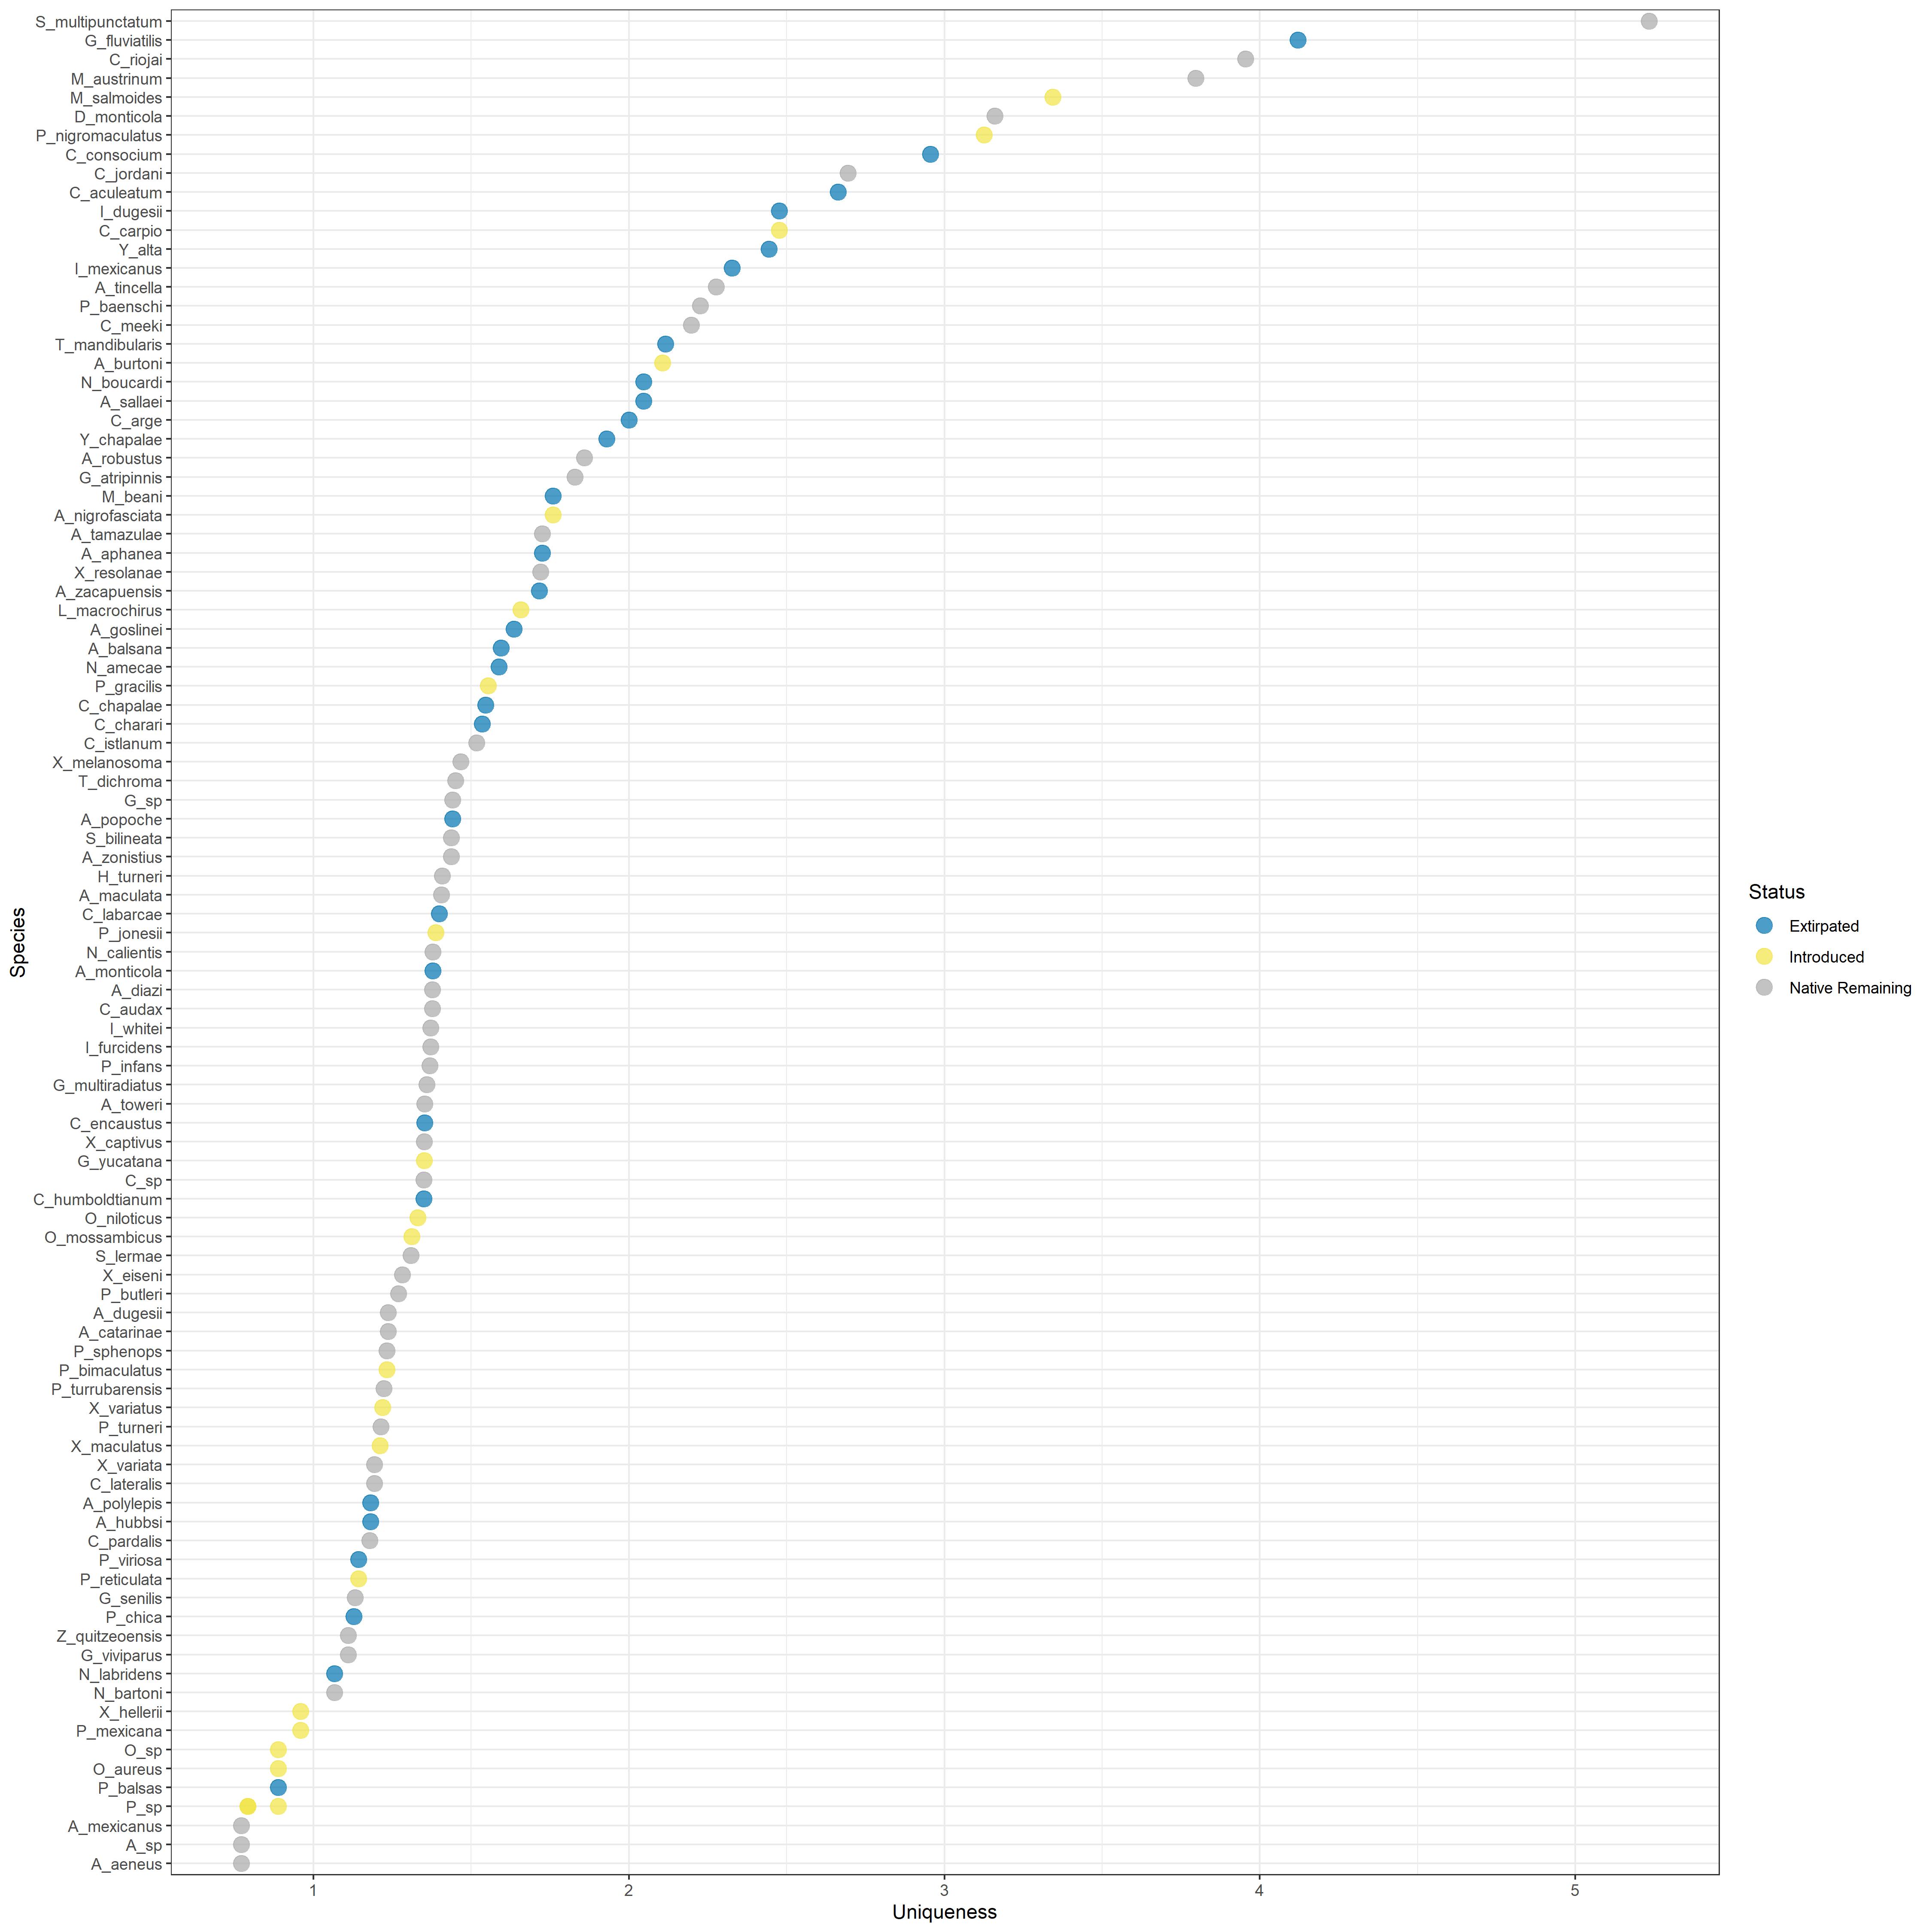 S_multipunctatum
G_fluviatilis
C_riojai
M_austrinum
M_salmoides
D_monticola
P_nigromaculatus
C_consocium
C_jordani
C_aculeatum
I_dugesii
C_carpio
Y_alta
I_mexicanus
A_tincella
P_baenschi
C_meeki
T_mandibularis
A_burtoni
N_boucardi
A_sallaei
C_arge
Y_chapalae
A_robustus
G_atripinnis
M_beani
A_nigrofasciata
A_tamazulae
A_aphanea
X_resolanae
A_zacapuensis
L_macrochirus
A_goslinei
A_balsana
N_amecae
P_gracilis
C_chapalae
C_charari
C_istlanum
X_melanosoma
T_dichroma
G_sp
A_popoche
S_bilineata
A_zonistius
H_turneri
A_maculata
C_labarcae
P_jonesii
N_calientis
A_monticola
A_diazi
C_audax
I_whitei
I_furcidens
P_infans
G_multiradiatus
A_toweri
C_encaustus
X_captivus
G_yucatana
C_sp
C_humboldtianum
O_niloticus
O_mossambicus
S_lermae
X_eiseni
P_butleri
A_dugesii
A_catarinae
P_sphenops
P_bimaculatus
P_turrubarensis
X_variatus
P_turneri
X_maculatus
X_variata
C_lateralis
A_polylepis
A_hubbsi
C_pardalis
P_viriosa
P_reticulata
G_senilis
P_chica
Z_quitzeoensis
G_viviparus
N_labridens
N_bartoni
X_hellerii
P_mexicana
O_sp
O_aureus
P_balsas
P_sp
A_mexicanus
A_sp
A_aeneus
Species
1 2 3 4 5
Uniqueness
Status
Extirpated
Introduced
Native Remaining